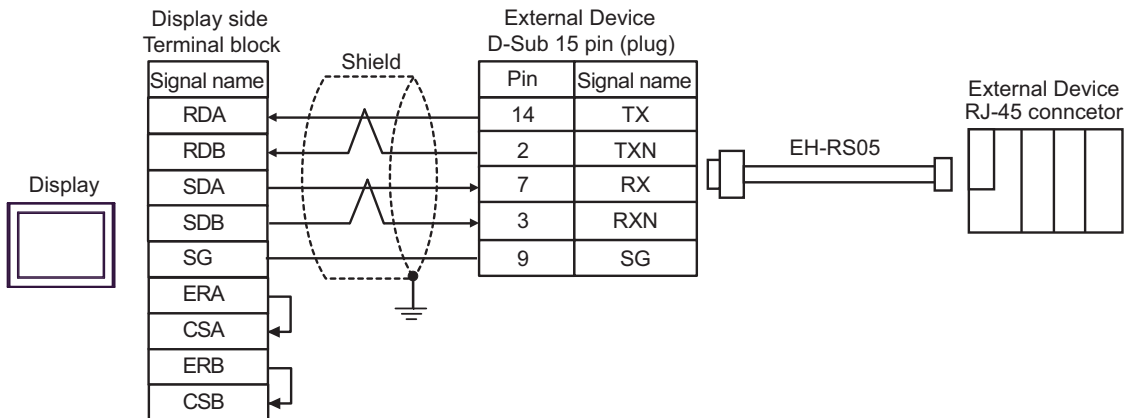 Display side
Terminal block
Shield
External Device
D-Sub 15 pin (plug)
Signal name
Pin
Signal name
RDA
14
TX
RDB
2
TXN
SDA
7
RX
SDB
3
RXN
SG
9
SG
ERA
CSA
ERB
CSB
Display
EH-RS05
External Device
RJ-45 conncetor